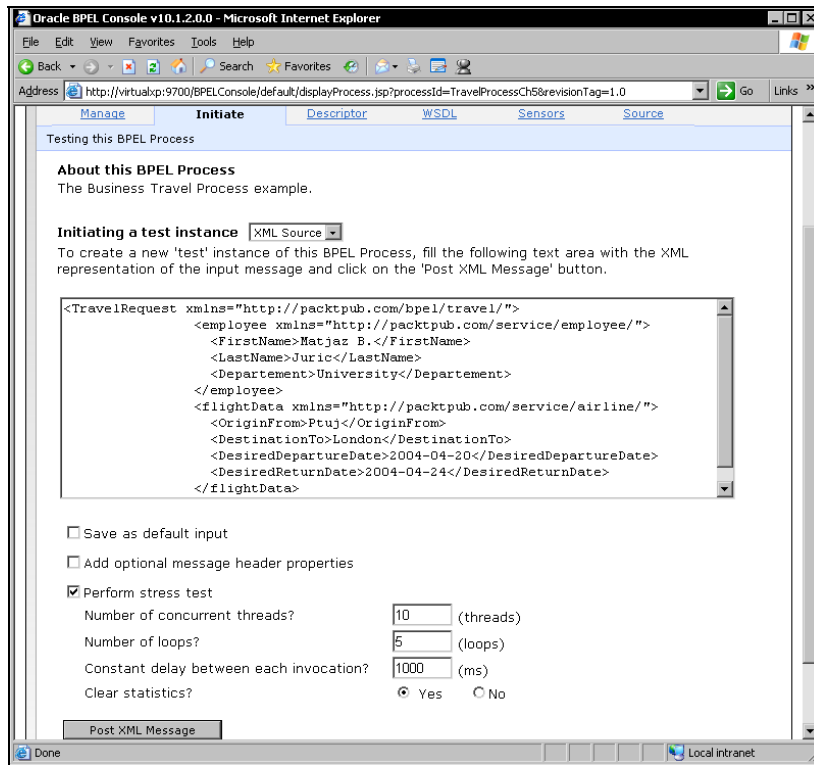 Oracle BPEL Console v10.1.2.0.0 - Microsoft Internet Explorer
File Edit View Favorites Tools Help
Back Search Favorites
Address http://virtualxp:9700/BPELConsole/default/displayProcess.jsp?processId=TravelProcessCh5&revisionTag=1.0 Go Links »
Manage Initiate Descriptor WSDL Sensors Source
Testing this BPEL Process
About this BPEL Process
The Business Travel Process example.
Initiating a test instance XML Source
To create a new 'test' instance of this BPEL Process, fill the following text area with the XML
representation of the input message and click on the 'Post XML Message' button.
<TravelRequest xmlns="http://packtpub.com/bpel/travel/">
<employee xmlns="http://packtpub.com/service/employee/">
<FirstName>Matjaz B.</FirstName>
<LastName>Juric</LastName>
<Departement>University</Departement>
</employee>
<flightData xmlns="http://packtpub.com/service/airline/">
<OriginFrom>Ptuj</OriginFrom>
<DestinationTo>London</DestinationTo>
<DesiredDepartureDate>2004-04-20</DesiredDepartureDate>
<DesiredReturnDate>2004-04-24</DesiredReturnDate>
</flightData>
Save as default input
Add optional message header properties
Perform stress test
Number of concurrent threads? 10 (threads)
Number of loops? 5 (loops)
Constant delay between each invocation? 1000 (ms)
Clear statistics? Yes No
Post XML Message
Done Local intranet